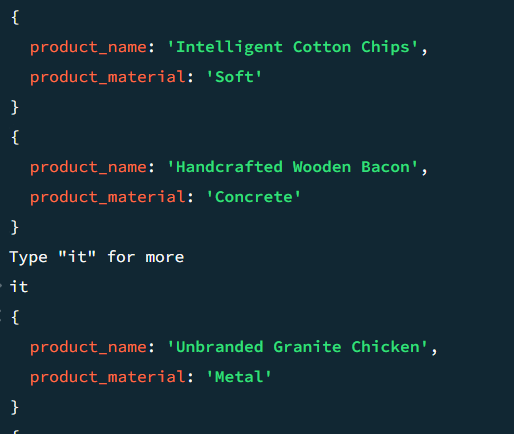 {
product_name: 'Intelligent Cotton Chips',
product_material: 'Soft'
}
{
product_name: 'Handcrafted Wooden Bacon',
product_material: 'Concrete'
}
Type "it" for more
it
{
product_name: 'Unbranded Granite Chicken',
product_material: 'Metal'
}
{